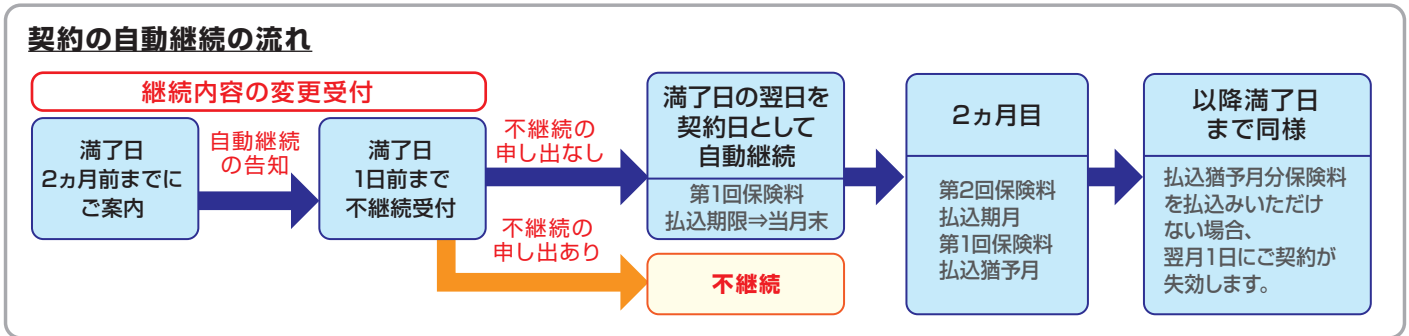 契約の自動継続の流れ
継続内容の変更受付
満了日
2ヵ月前までに
ご案内
自動継続
の告知
満了日
1日前まで
不継続受付
不継続の
申し出なし
満了日の翌日を
契約日として
自動継続
第1回保険料
払込期限⇒当月末
不継続の
申し出あり
不継続
2ヵ月目
第2回保険料
払込期月
第1回保険料
払込猶予月
以降満了日
まで同様
払込猶予月分保険料
を払込みいただけ
ない場合、
翌月1日にご契約が
失効します。